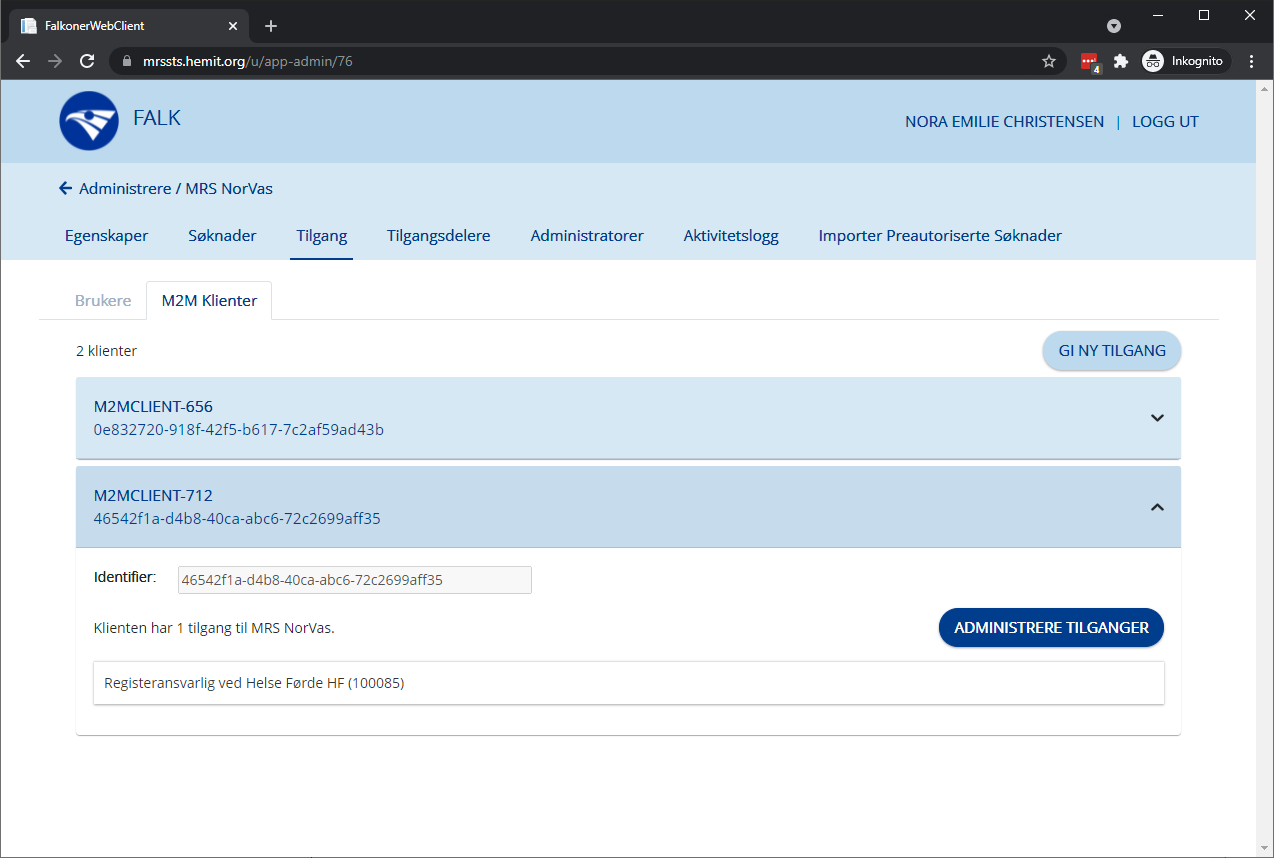 FalkonerWebClient
mrssts.hemit.org/u/app-admin/76
4
Inkognito
FALK
NORA EMILIE CHRISTENSEN | LOGG UT
Administrere / MRS NorVas
Egenskaper Søknader Tilgang Tilgangsdelere Administratorer Aktivitetslogg Importer Preautoriserte Søknader
Brukere M2M Klienter
2 klienter GI NY TILGANG
M2MCLIENT-656
0e832720-918f-42f5-b617-7c2af59ad43b
M2MCLIENT-712
46542f1a-d4b8-40ca-abc6-72c2699aff35
Identifier: 46542f1a-d4b8-40ca-abc6-72c2699aff35
Klienten har 1 tilgang til MRS NorVas. ADMINISTRERE TILGANGER
Registeransvarlig ved Helse Førde HF (100085)